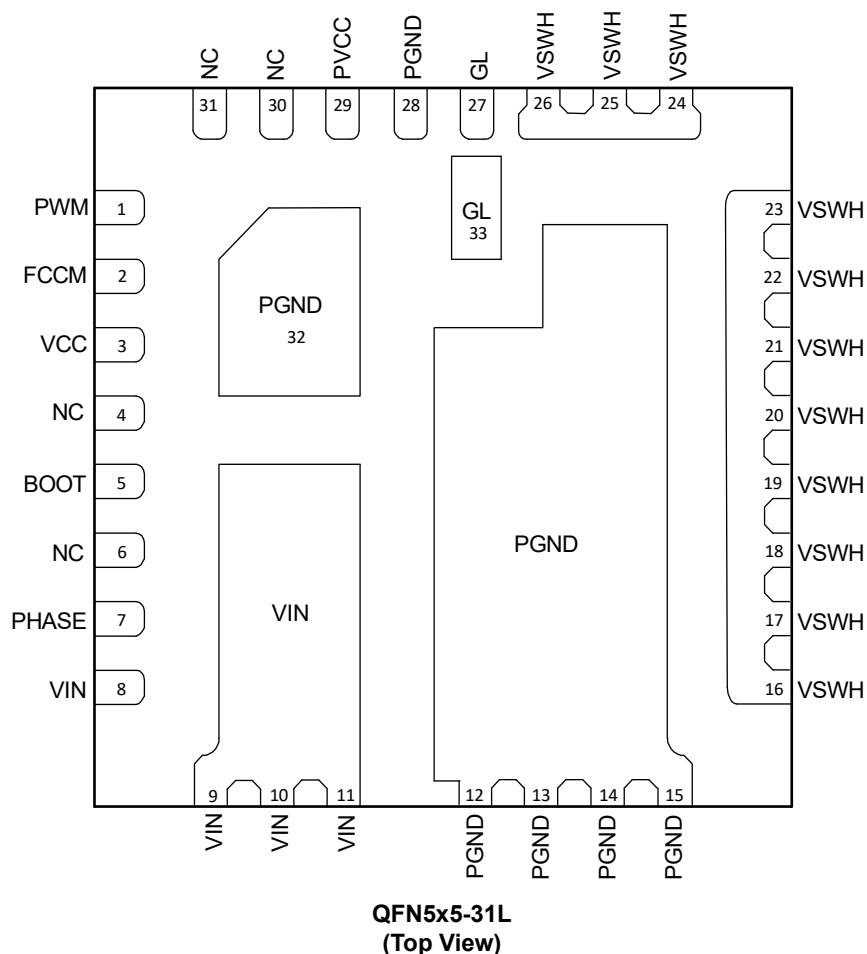 NC
NC
PVCC
PGND
GL
VSWH
VSWH
VSWH
31
30
29
28
27
26
25
24
PWM 1
FCCM 2
VCC 3
NC 4
BOOT 5
NC 6
PHASE 7
VIN 8
PGND
32
GL
33
VIN
PGND
23 VSWH
22 VSWH
21 VSWH
20 VSWH
19 VSWH
18 VSWH
17 VSWH
16 VSWH
9
10
11
12
13
14
15
VIN
VIN
VIN
PGND
PGND
PGND
PGND
QFN5x5-31L
(Top View)